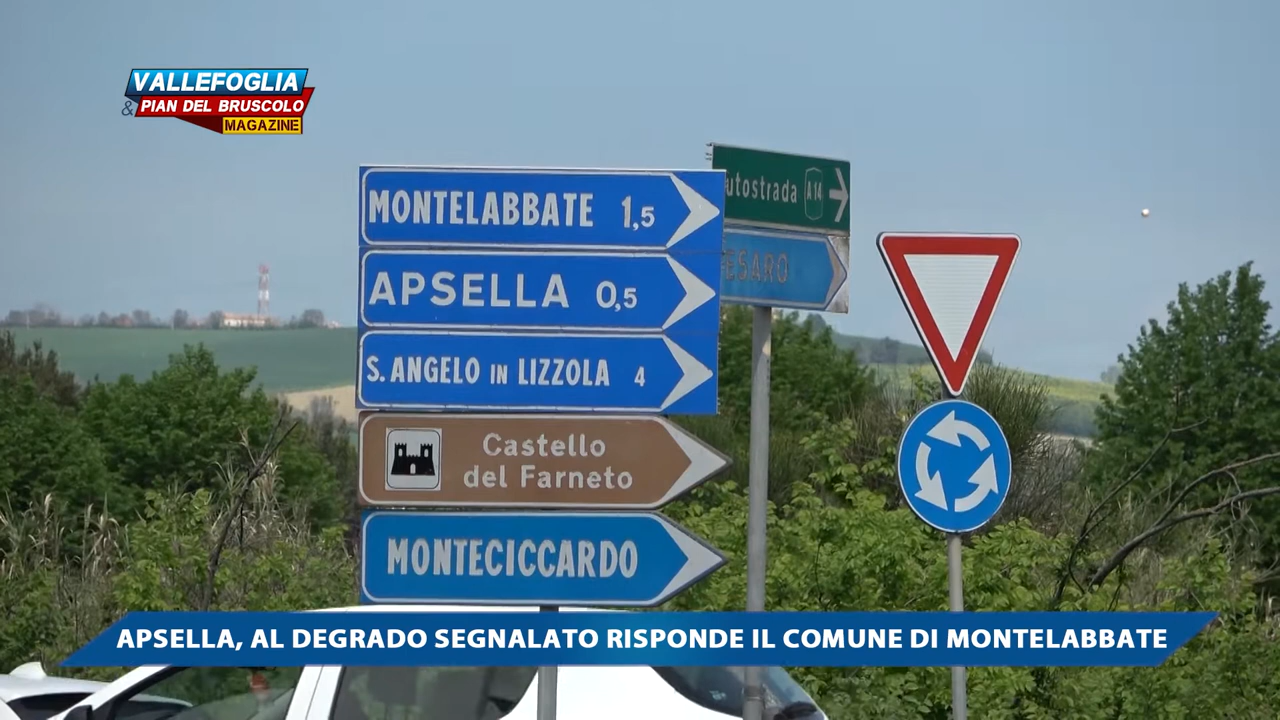 VALLEFOGLIA
& PIAN DEL BRUSCOLO
MAGAZINE
MONTELABBATE 1,5
APSELLA 0,5
S. ANGELO IN LIZZOLA 4
Castello
del Farneto
MONTECICCARDO
utostrada A 14
ESARO
APSELLA, AL DEGRADO SEGNALATO RISPONDE IL COMUNE DI MONTELABBATE